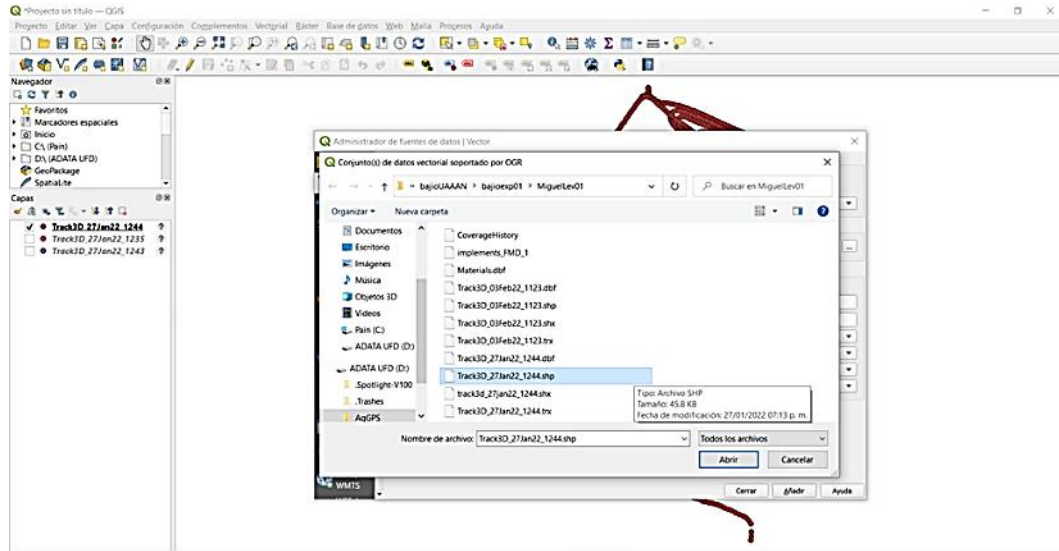 *Proyecto sin título — QGIS
Proyecto Editar Ver Capa Configuración Complementos Vectorial Ráster Base de datos Web Malla Procesos Ayuda
Navegador
Favoritos
Marcadores espaciales
Inicio
C:\ (Pain)
D:\ (ADATA UFD)
GeoPackage
SpatiaLite
Capas
Track3D_27Jan22_1244
Track3D_27Jan22_1235
Track3D_27Jan22_1243
Administrador de fuentes de datos | Vector
Conjunto(s) de datos vectorial soportado por OGR
« bajioUAAAN > bajioexp01 > MiguelLev01
Buscar en MiguelLev01
Organizar
Nueva carpeta
Documentos
Escritorio
Imágenes
Música
Objetos 3D
Videos
Pain (C:)
ADATA UFD (D:)
ADATA UFD (D:)
.Spotlight-V100
.Trashes
AgGPS
CoverageHistory
implements_FMD_1
Materials.dbf
Track3D_03Feb22_1123.dbf
Track3D_03Feb22_1123.shp
Track3D_03Feb22_1123.shx
Track3D_03Feb22_1123.trx
Track3D_27Jan22_1244.dbf
Track3D_27Jan22_1244.shp
track3d_27jan22_1244.shx
Track3D_27Jan22_1244.trx
Tipo: Archivo SHP
Tamaño: 45.8 KB
Fecha de modificación: 27/01/2022 07:13 p. m.
Nombre de archivo: Track3D_27Jan22_1244.shp
Todos los archivos
Abrir
Cancelar
WMTS
Cerrar
Añadir
Ayuda